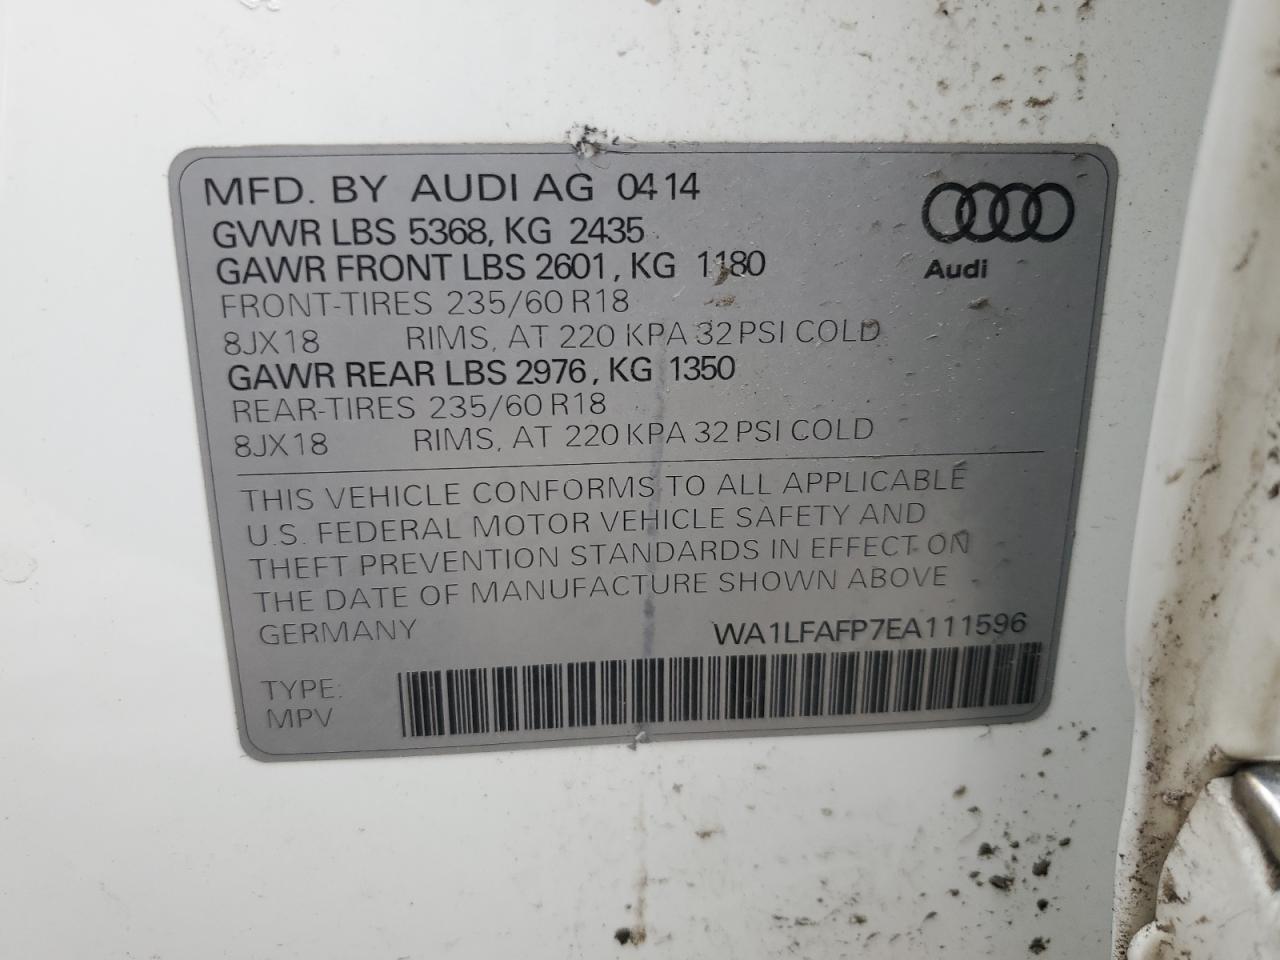 MFD. BY AUDI AG 04 14
GVWR LBS 5368, KG 2435
GAWR FRONT LBS 2601, KG 1180
FRONT-TIRES 235/60 R18
8JX18 RIMS, AT 220 KPA 32 PSI COLD
GAWR REAR LBS 2976, KG 1350
REAR-TIRES 235/60 R18
8JX18 RIMS, AT 220 KPA 32 PSI COLD
Audi
THIS VEHICLE CONFORMS TO ALL APPLICABLE
U.S. FEDERAL MOTOR VEHICLE SAFETY AND
THEFT PREVENTION STANDARDS IN EFFECT ON
THE DATE OF MANUFACTURE SHOWN ABOVE
GERMANY WA1LFAFP7EA111596
TYPE:
MPV